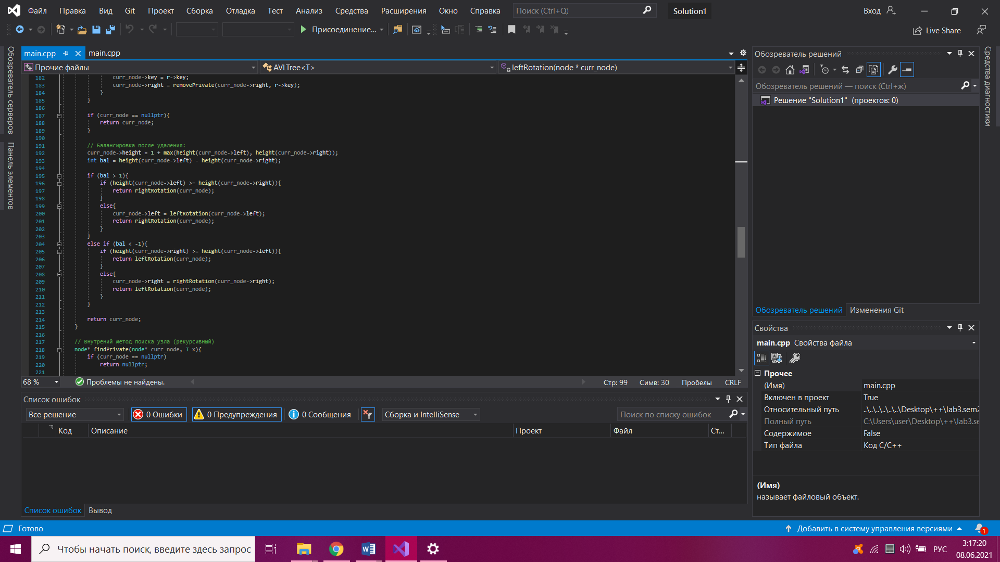 Файл Правка Вид Git Проект Сборка Отладка Тест Анализ Средства Расширения Окно Справка Поиск (Ctrl+Q) Solution1 Вход
Присоединение... Live Share
Обозреватель серверов
Панель элементов
main.cpp main.cpp
Прочие файлы AVLTree<T> leftRotation(node * curr_node)
182 curr_node->key = r->key;
183 curr_node->right = removePrivate(curr_node->right, r->key);
184 }
185 }
186
187 if (curr_node == nullptr){
188 return curr_node;
189 }
190
191 // Балансировка после удаления:
192 curr_node->height = 1 + max(height(curr_node->left), height(curr_node->right));
193 int bal = height(curr_node->left) - height(curr_node->right);
194
195 if (bal > 1){
196 if (height(curr_node->left) >= height(curr_node->right)){
197 return rightRotation(curr_node);
198 }
199 else{
200 curr_node->left = leftRotation(curr_node->left);
201 return rightRotation(curr_node);
202 }
203 }
204 else if (bal < -1){
205 if (height(curr_node->right) >= height(curr_node->left)){
206 return leftRotation(curr_node);
207 }
208 else{
209 curr_node->right = rightRotation(curr_node->right);
210 return leftRotation(curr_node);
211 }
212 }
213
214 return curr_node;
215 }
216
217 // Внутрений метод поиска узла (рекурсивный)
218 node* findPrivate(node* curr_node, T x){
219 if (curr_node == nullptr)
220 return nullptr;
221
68 % Проблемы не найдены. Стр: 99 Симв: 30 Пробелы CRLF
Список ошибок
Все решение 0 Ошибки 0 Предупреждения 0 Сообщения Сборка и IntelliSense Поиск по списку ошибок
Код Описание Проект Файл Ст...
Список ошибок Вывод
Обозреватель решений
Обозреватель решений — поиск (Ctrl+ж)
Решение "Solution1" (проектов: 0)
Обозреватель решений Изменения Git
Свойства
main.cpp Свойства файла
Прочее
(Имя) main.cpp
Включен в проект True
Относительный путь ..\..\..\..\..\..\Desktop\++\lab3.sem2
Полный путь C:\Users\user\Desktop\++\lab3.se
Содержимое False
Тип файла Код C/C++
(Имя)
называет файловый объект.
Средства диагностики
Готово Добавить в систему управления версиями 1
Чтобы начать поиск, введите здесь запрос РУС 3:17:20
08.06.2021